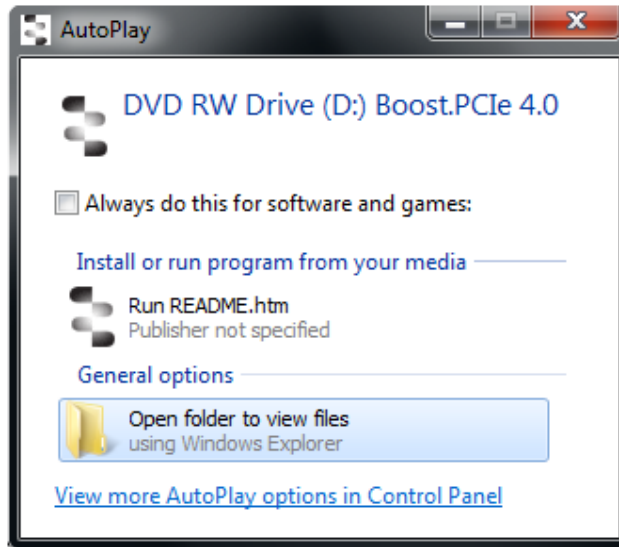 AutoPlay
DVD RW Drive (D:) Boost.PCIe 4.0
Always do this for software and games:
Install or run program from your media
Run README.htm
Publisher not specified
General options
Open folder to view files
using Windows Explorer
View more AutoPlay options in Control Panel